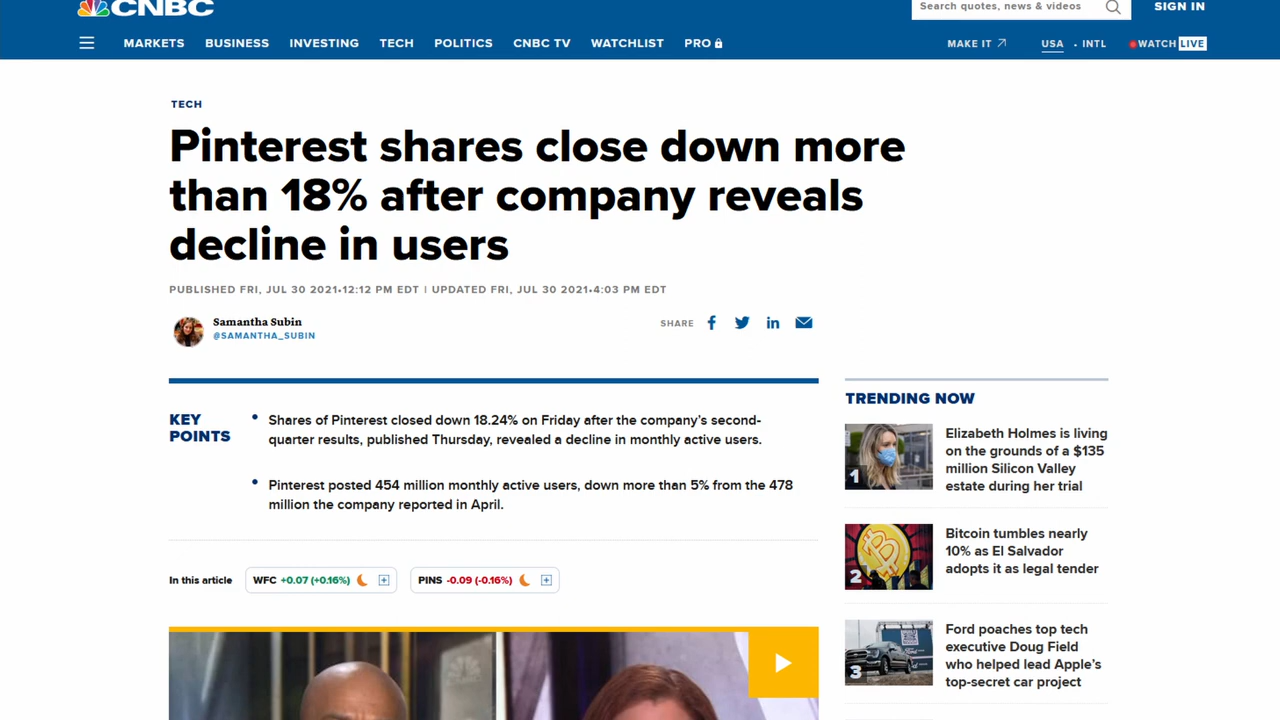 CNBC
Search quotes, news & videos
SIGN IN
MARKETS BUSINESS INVESTING TECH POLITICS CNBC TV WATCHLIST PRO
MAKE IT USA • INTL WATCH LIVE
TECH
Pinterest shares close down more
than 18% after company reveals
decline in users
PUBLISHED FRI, JUL 30 2021•12:12 PM EDT | UPDATED FRI, JUL 30 2021•4:03 PM EDT
Samantha Subin
@SAMANTHA_SUBIN
SHARE
KEY
POINTS
• Shares of Pinterest closed down 18.24% on Friday after the company’s second-
quarter results, published Thursday, revealed a decline in monthly active users.
• Pinterest posted 454 million monthly active users, down more than 5% from the 478
million the company reported in April.
In this article WFC +0.07 (+0.16%) PINS -0.09 (-0.16%)
TRENDING NOW
1
Elizabeth Holmes is living
on the grounds of a $135
million Silicon Valley
estate during her trial
2
Bitcoin tumbles nearly
10% as El Salvador
adopts it as legal tender
3
Ford poaches top tech
executive Doug Field
who helped lead Apple’s
top-secret car project